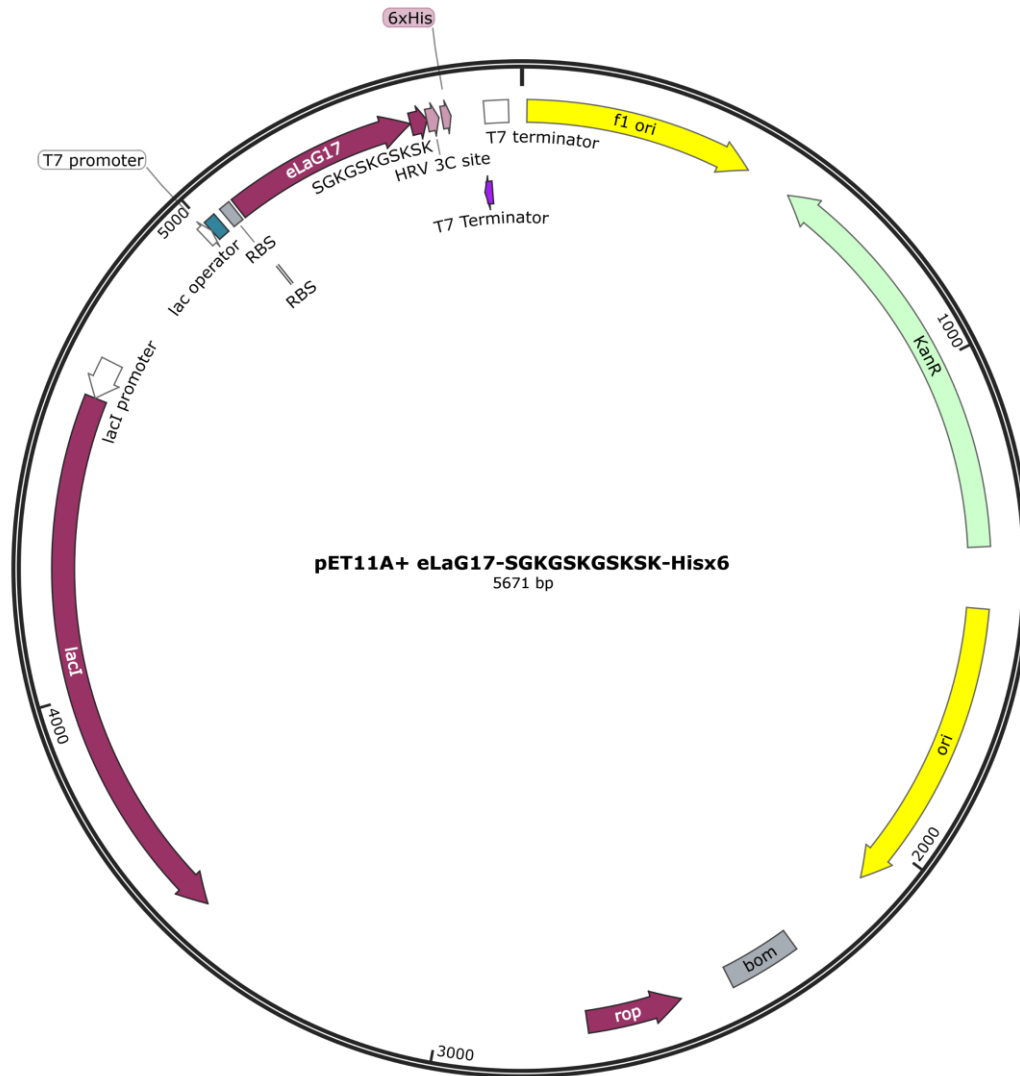 6xHis
T7 terminator
f1 ori
T7 promoter
eLaG17
SGKGSKGSKSK
HRV 3C site
T7 Terminator
5000
lac operator
RBS
RBS
KanR
1000
lacI promoter
pET11A+ eLaG17-SGKGSKGSKSK-Hisx6
5671 bp
lacI
4000
ori
2000
bom
rop
3000